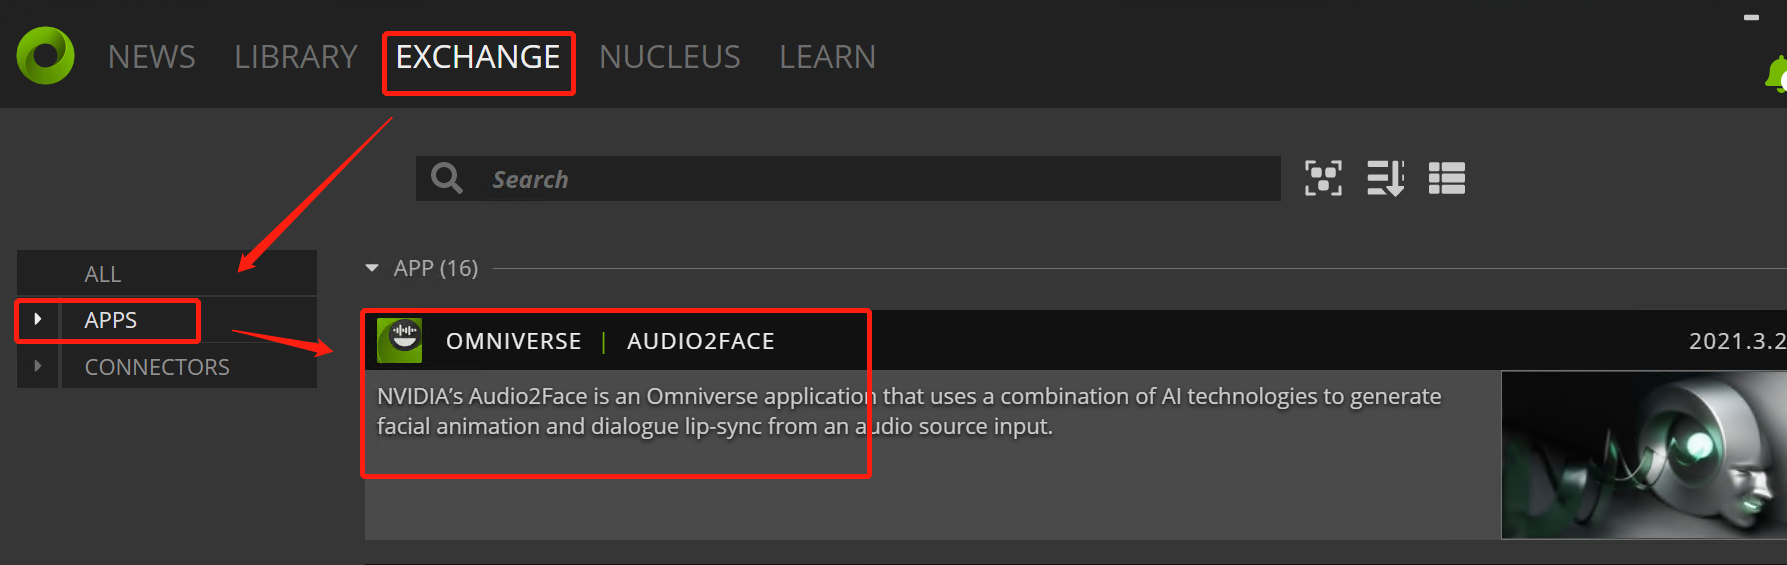 NEWS LIBRARY EXCHANGE NUCLEUS LEARN
Search
ALL
APPS
CONNECTORS
APP (16)
OMNIVERSE | AUDIO2FACE
2021.3.2
NVIDIA’s Audio2Face is an Omniverse application that uses a combination of AI technologies to generate
facial animation and dialogue lip-sync from an audio source input.